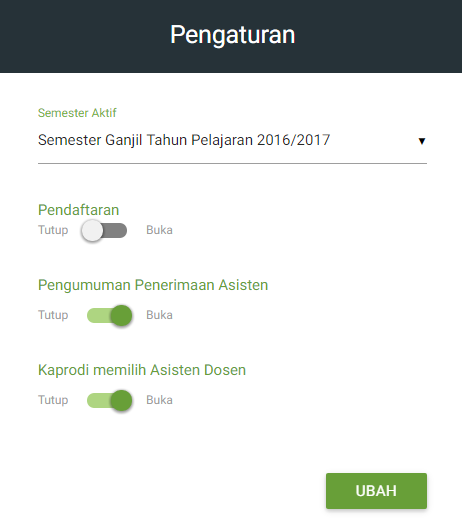 Pengaturan
Semester Aktif
Semester Ganjil Tahun Pelajaran 2016/2017
Pendaftaran
Tutup Buka
Pengumuman Penerimaan Asisten
Tutup Buka
Kaprodi memilih Asisten Dosen
Tutup Buka
UBAH